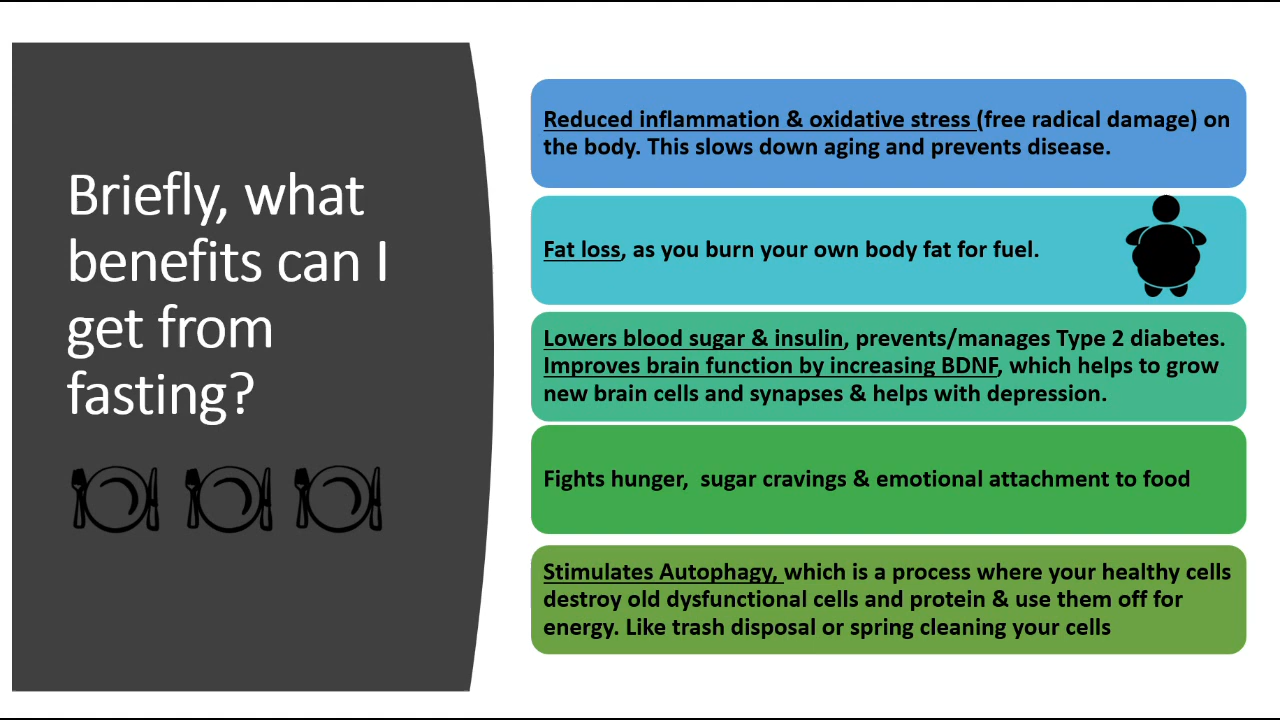 Briefly, what
benefits can I
get from
fasting?
Reduced inflammation & oxidative stress (free radical damage) on
the body. This slows down aging and prevents disease.
Fat loss, as you burn your own body fat for fuel.
Lowers blood sugar & insulin, prevents/manages Type 2 diabetes.
Improves brain function by increasing BDNF, which helps to grow
new brain cells and synapses & helps with depression.
Fights hunger,  sugar cravings & emotional attachment to food
Stimulates Autophagy, which is a process where your healthy cells
destroy old dysfunctional cells and protein & use them off for
energy. Like trash disposal or spring cleaning your cells